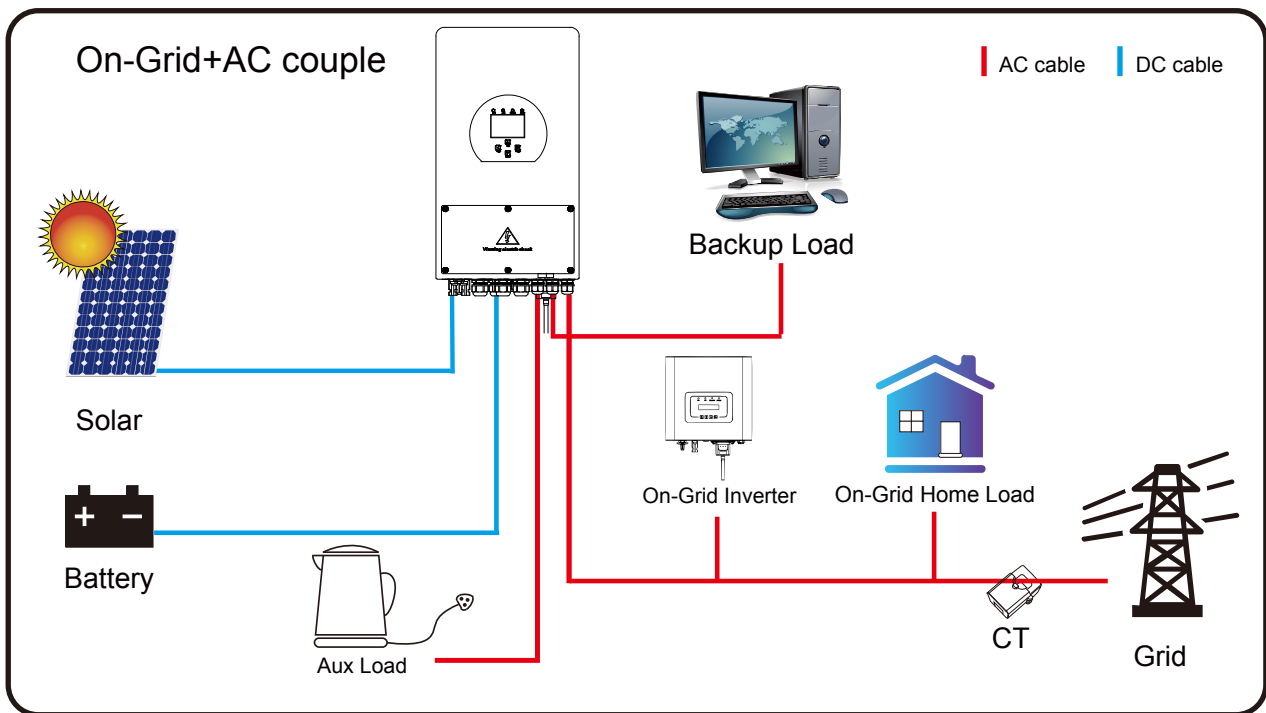 On-Grid+AC couple
AC cable
DC cable
Backup Load
Solar
On-Grid Inverter
On-Grid Home Load
Battery
Aux Load
CT
Grid
+ −